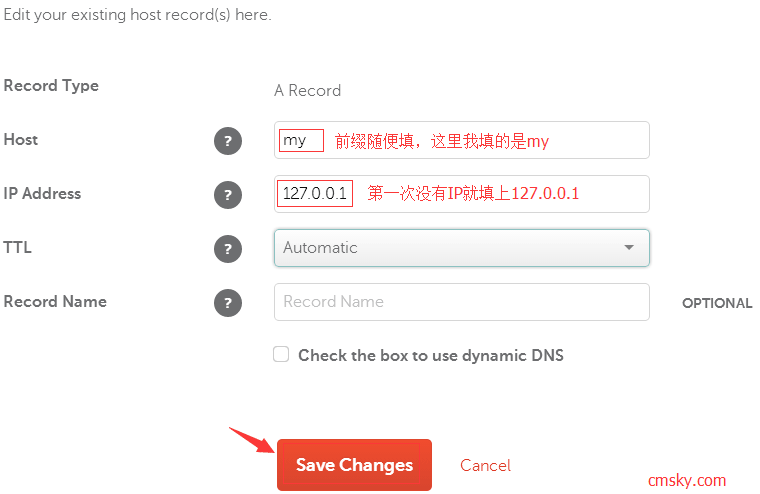 Edit your existing host record(s) here.
Record Type
A Record
Host ? my 前缀随便填，这里我填的是my
IP Address ? 127.0.0.1 第一次没有IP就填上127.0.0.1
TTL ? Automatic
Record Name ? Record Name OPTIONAL
Check the box to use dynamic DNS
Save Changes Cancel
cmsky.com